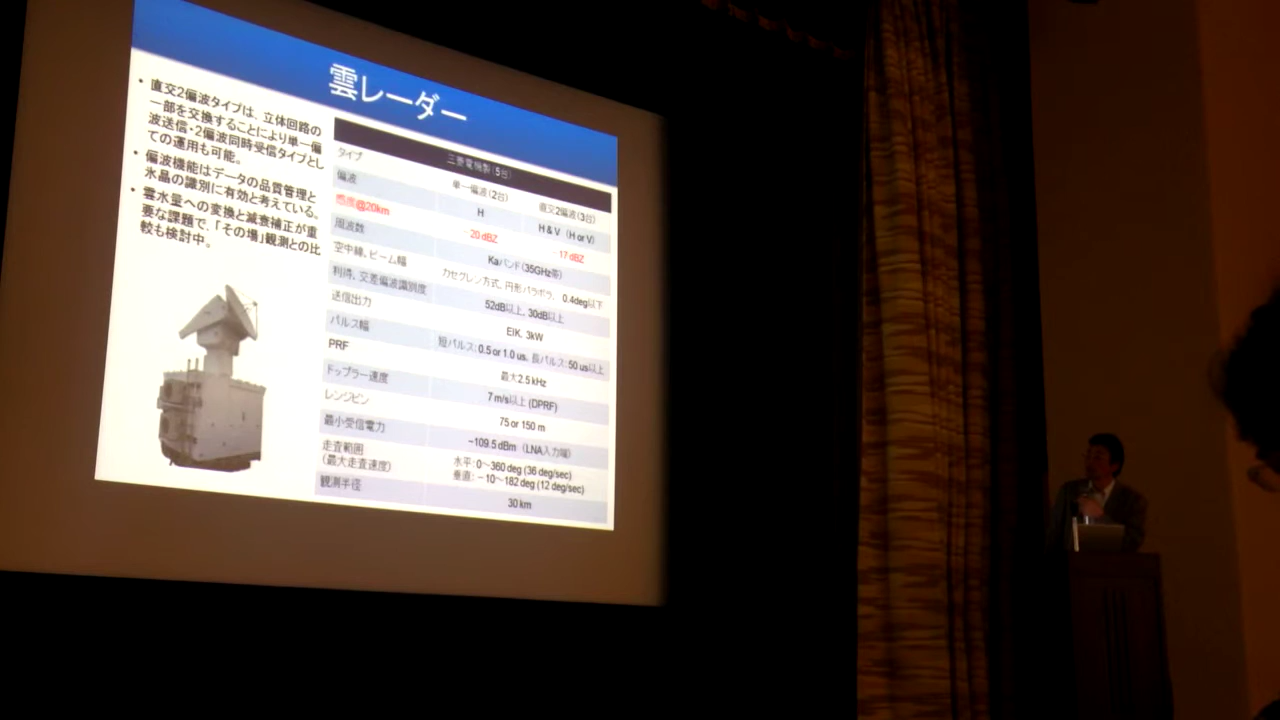 雲レーダー
• 直交2偏波タイプは、立体回路の
一部を交換することにより単一偏
波送信・2偏波同時受信タイプとし
ての運用も可能。
• 偏波機能はデータの品質管理と
氷晶の識別に有効と考えている。
• 雲水量への変換と減衰補正が重
要な課題で、「その場」観測との比
較も検討中。
三菱電機製(5台)
タイプ 単一偏波(2台) 直交2偏波(3台)
偏波 H H & V (H or V)
感度@20km -20 dBZ -17 dBZ
周波数 Kaバンド(35GHz帯)
空中線、ビーム幅 カセグレン方式、円形パラボラ、 0.4deg以下
利得、交差偏波識別度 52dB以上, 30dB以上
送信出力 EIK, 3kW
パルス幅 短パルス: 0.5 or 1.0 us, 長パルス: 50 us以上
PRF 最大2.5 kHz
ドップラー速度 7 m/s以上 (DPRF)
レンジビン 75 or 150 m
最小受信電力 -109.5 dBm (LNA入力端)
走査範囲 水平: 0~360 deg (36 deg/sec)
(最大走査速度) 垂直: -10~182 deg (12 deg/sec)
観測半径 30 km